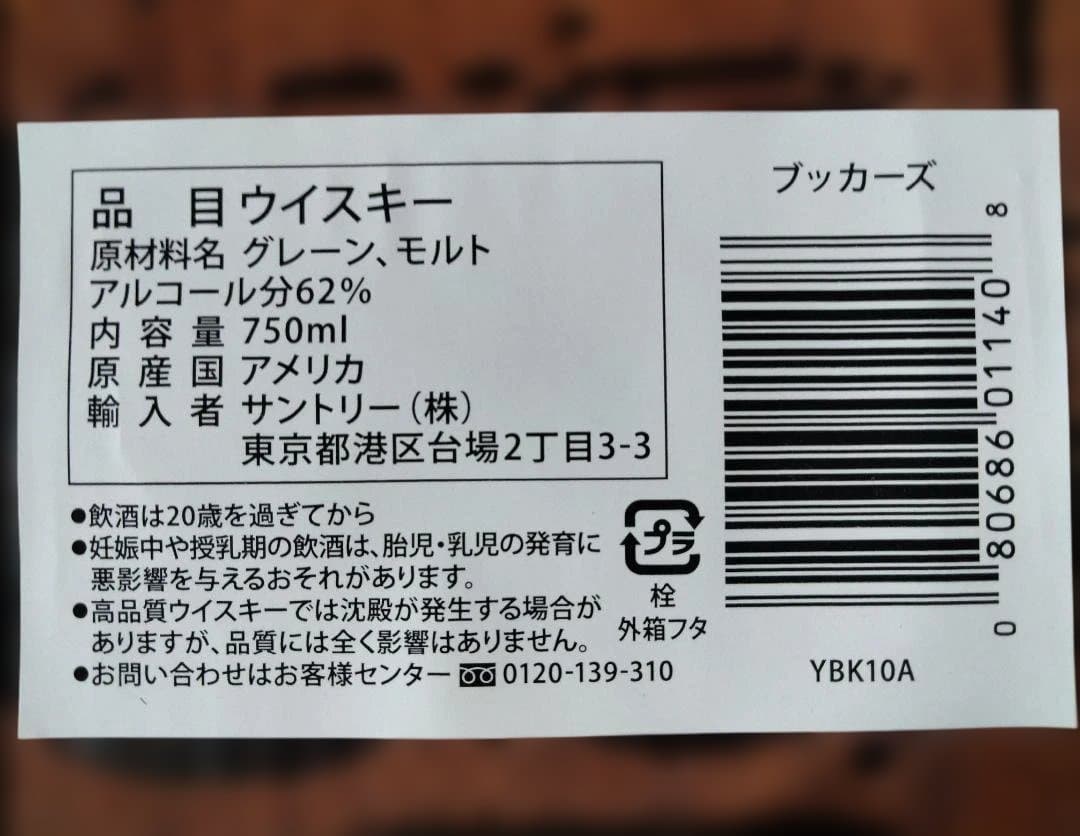 品 目 ウイスキー
原材料名 グレーン、モルト
アルコール分62%
内容量 750ml
原産国 アメリカ
輸入者 サントリー(株)
東京都港区台場2丁目3-3
●飲酒は20歳を過ぎてから
●妊娠中や授乳期の飲酒は、胎児・乳児の発育に
悪影響を与えるおそれがあります。
●高品質ウイスキーでは沈殿が発生する場合が
ありますが、品質には全く影響はありません。
●お問い合わせはお客様センター 0120-139-310
プラ
栓
外箱フタ
ブッカーズ
0 80686 01140 8
YBK10A